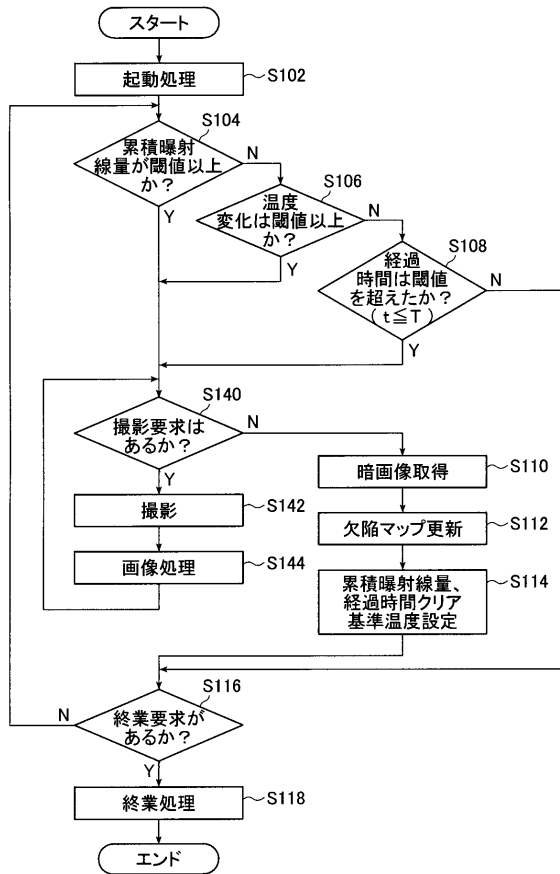 スタート
起動処理
S102
S104
累積曝射
線量が閾値以上
か？
N
Y
S106
温度
変化は閾値以上
か？
N
Y
S108
経過
時間は閾値
を超えたか？
(t≦T)
N
Y
S140
撮影要求は
あるか？
N
Y
S110
暗画像取得
撮影
S142
S112
欠陥マップ更新
画像処理
S144
S114
累積曝射線量、
経過時間クリア
基準温度設定
S116
終業要求が
あるか？
N
Y
終業処理
S118
エンド